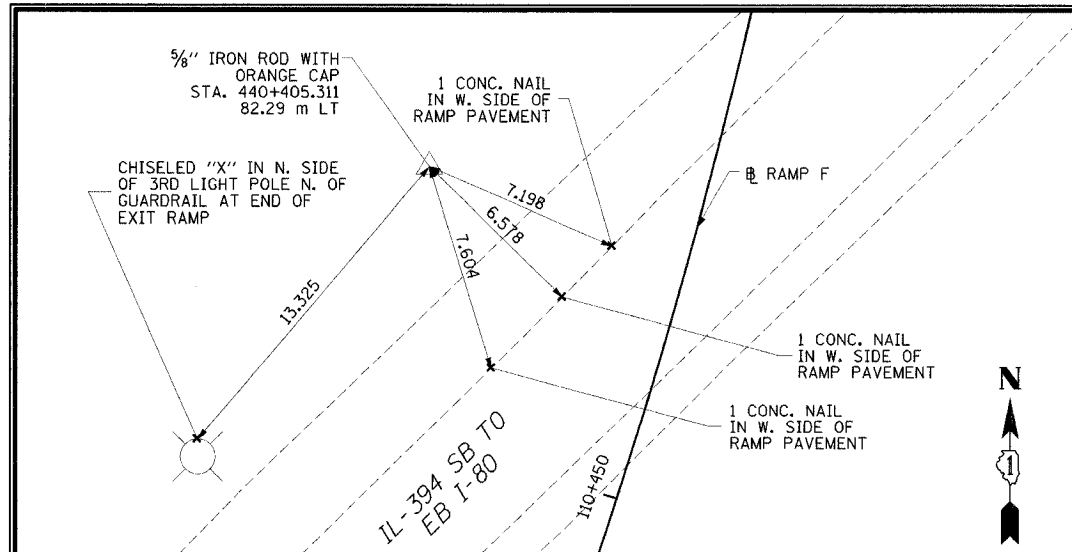 ⅝" IRON ROD WITH
ORANGE CAP
STA. 440+405.311
82.29 m LT
1 CONC. NAIL
IN W. SIDE OF
RAMP PAVEMENT
CHISELED "X" IN N. SIDE
OF 3RD LIGHT POLE N. OF
GUARDRAIL AT END OF
EXIT RAMP
℄ RAMP F
7.198
6.578
7.604
13.325
1 CONC. NAIL
IN W. SIDE OF
RAMP PAVEMENT
1 CONC. NAIL
IN W. SIDE OF
RAMP PAVEMENT
IL-394 SB TO
EB I-80
110+450
N
1